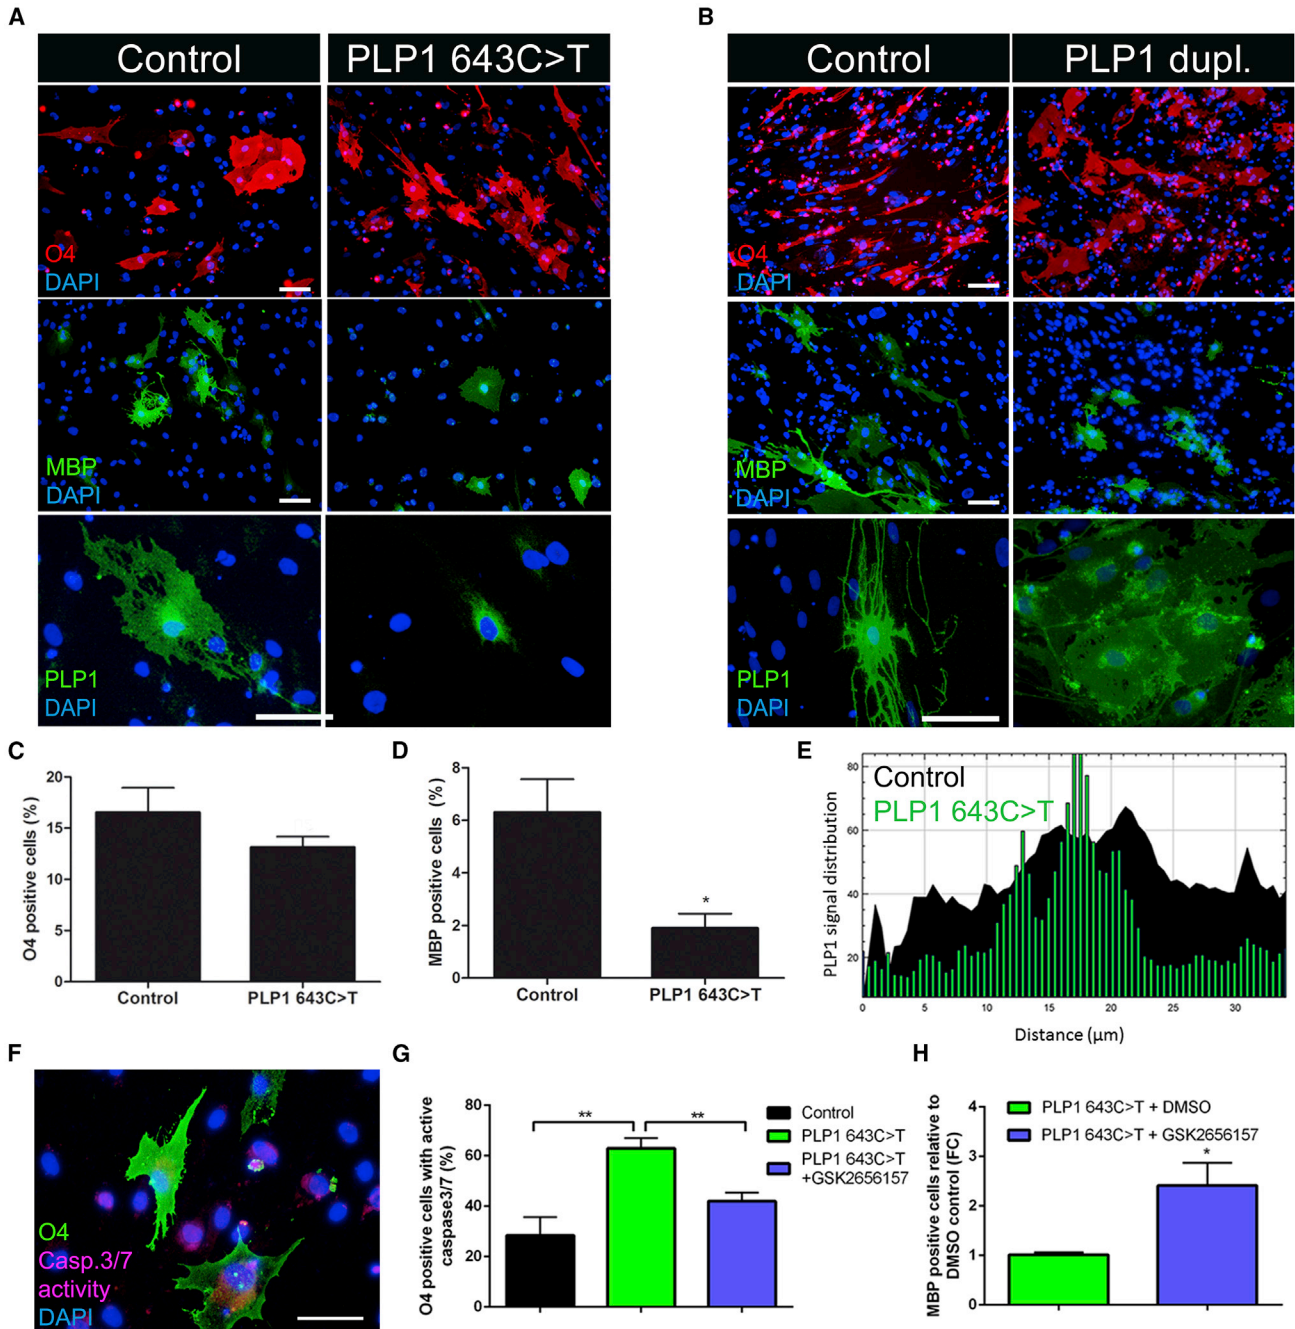 A
Control
PLP1 643C>T
O4
DAPI
MBP
DAPI
PLP1
DAPI
B
Control
PLP1 dupl.
O4
DAPI
MBP
DAPI
PLP1
DAPI
C
O4 positive cells (%)
20
15
10
5
0
Control
PLP1 643C>T
D
MBP positive cells (%)
8
6
4
2
0
*
Control
PLP1 643C>T
E
PLP1 signal distribution
80
60
40
20
Control
PLP1 643C>T
0
5
10
15
20
25
30
Distance (µm)
F
O4
Casp.3/7
activity
DAPI
G
O4 positive cells with active
caspase3/7 (%)
80
60
40
20
0
**
**
Control
PLP1 643C>T
PLP1 643C>T
+GSK2656157
H
MBP positive cells relative to
DMSO control (FC)
4
3
2
1
0
PLP1 643C>T + DMSO
PLP1 643C>T + GSK2656157
*